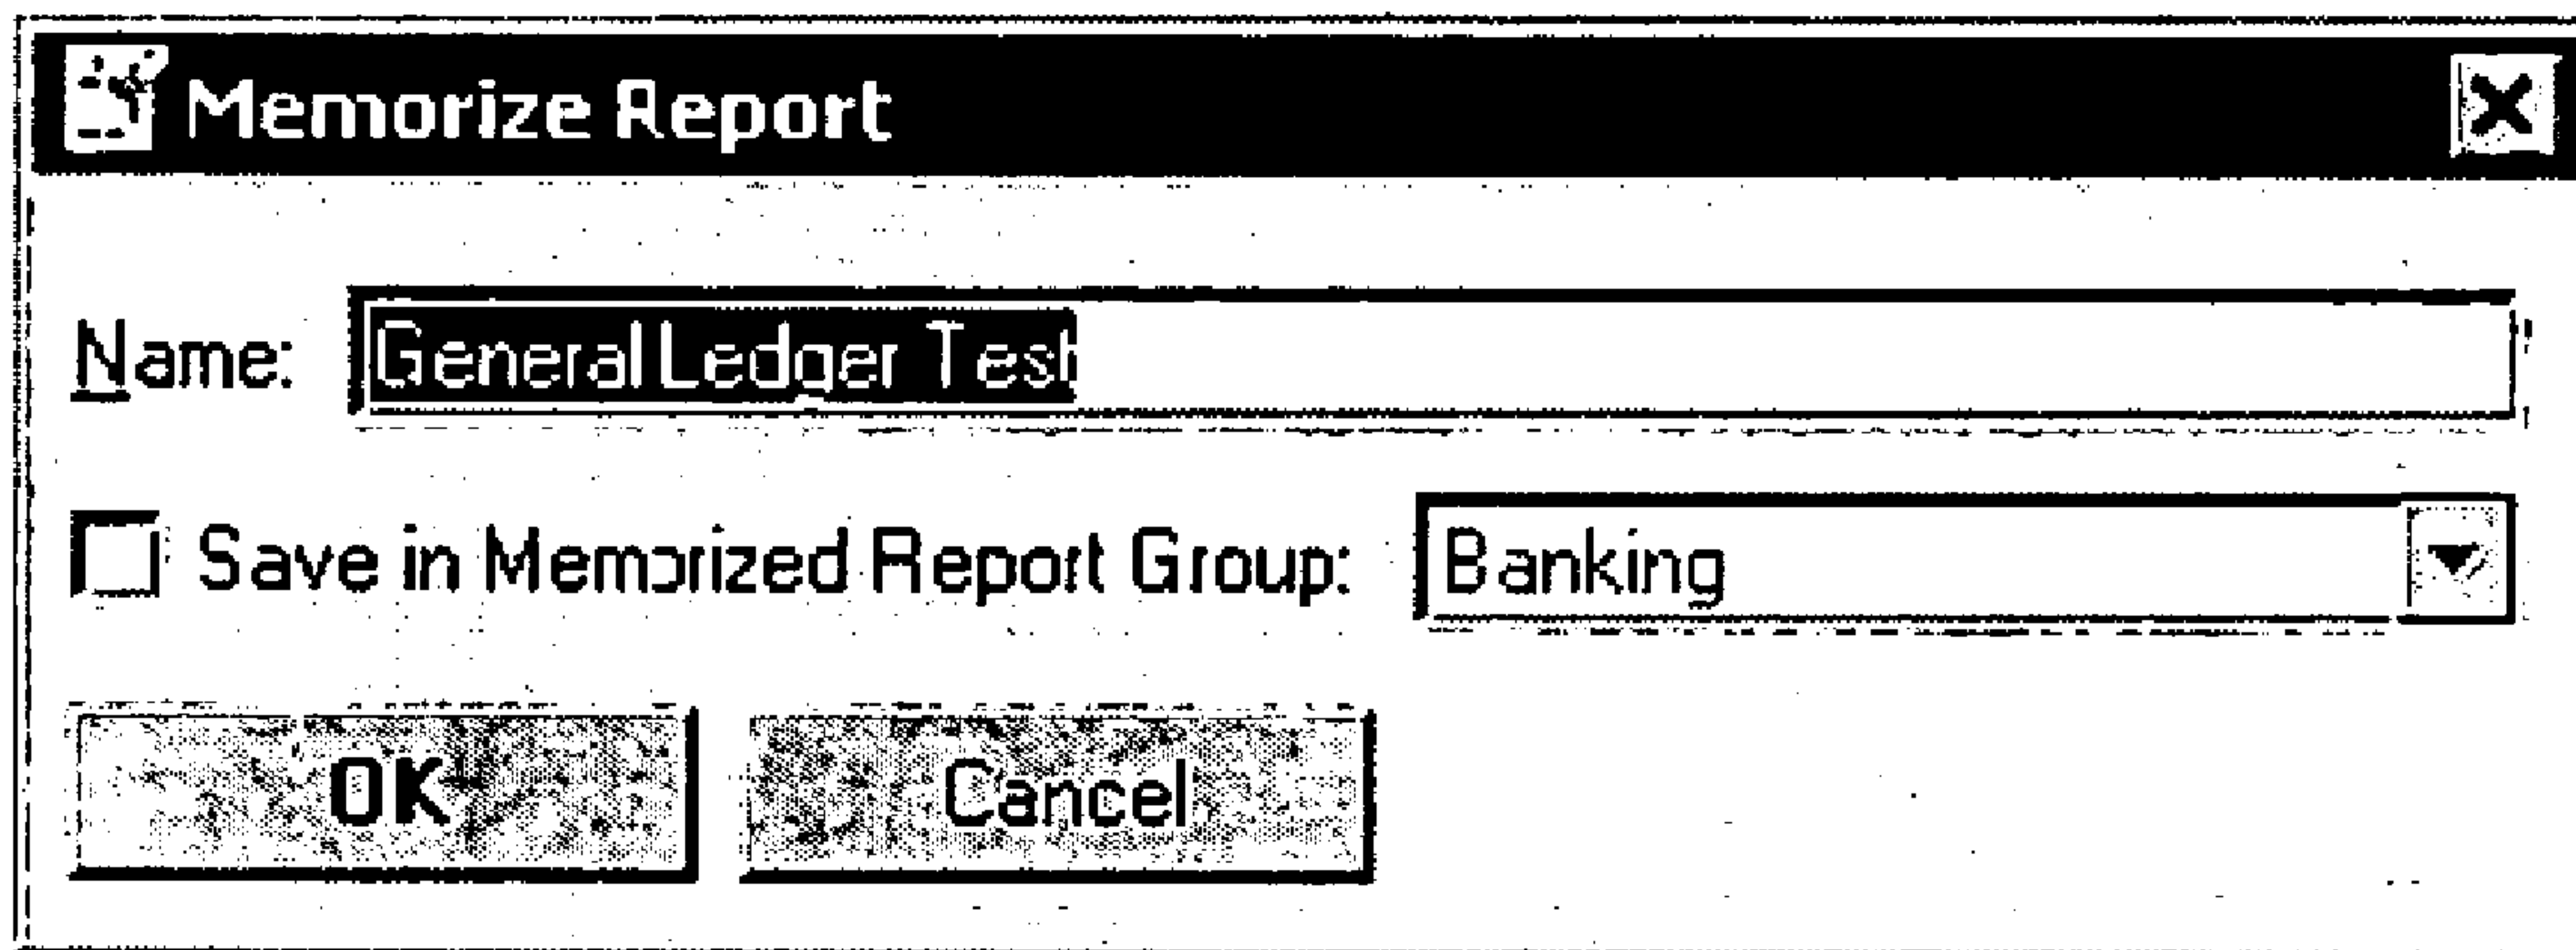 Memorize Report
Name: General Ledger Test
Save in Memorized Report Group: Banking
OK Cancel